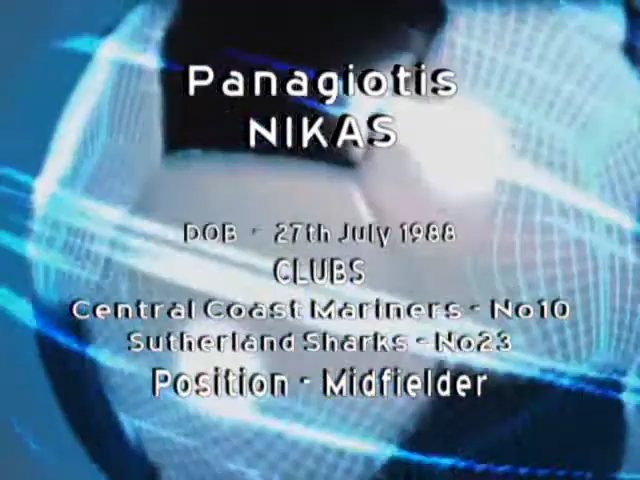 Panagiotis
NIKAS
DOB - 27th July 1988
CLUBS
Central Coast Mariners - No10
Sutherland Sharks - No23
Position - Midfielder